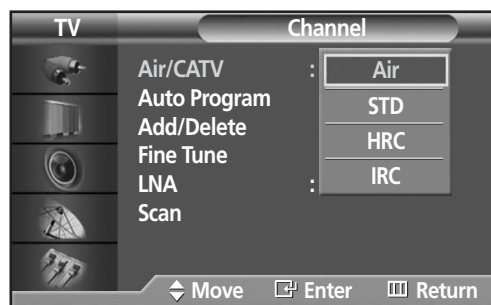 TV Channel
Air/CATV : Air
Auto Program STD
Add/Delete HRC
Fine Tune
LNA : IRC
Scan
Move Enter Return